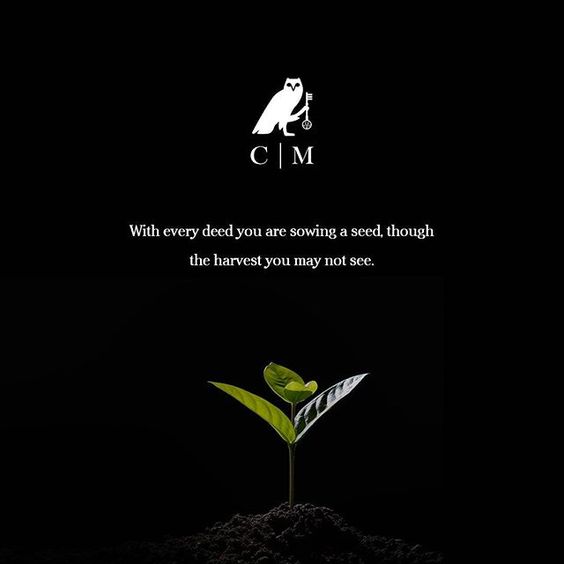 C | M
With every deed you are sowing a seed, though
the harvest you may not see.